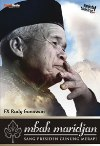 FX Rudy Gunawan
mbah maridjan
SANG PRESIDEN GUNUNG MERAPI